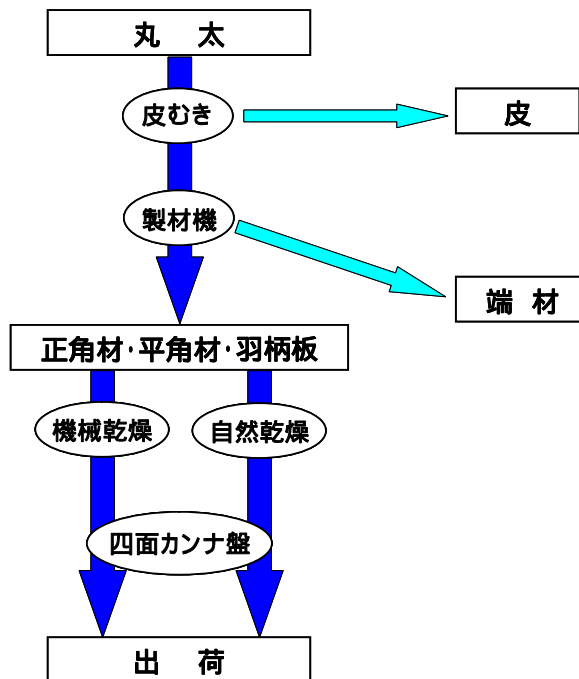 丸　太
皮むき
皮
製材機
端 材
正角材・平角材・羽柄板
機械乾燥
自然乾燥
四面カンナ盤
出　荷